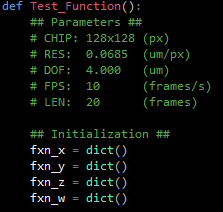 def Test_Function():
## Parameters ##
# CHIP: 128x128 (px)
# RES: 0.0685 (um/px)
# DOF: 4.000 (um)
# FPS: 10 (frames/s)
# LEN: 20 (frames)
## Initialization ##
fxn_x = dict()
fxn_y = dict()
fxn_z = dict()
fxn_w = dict()